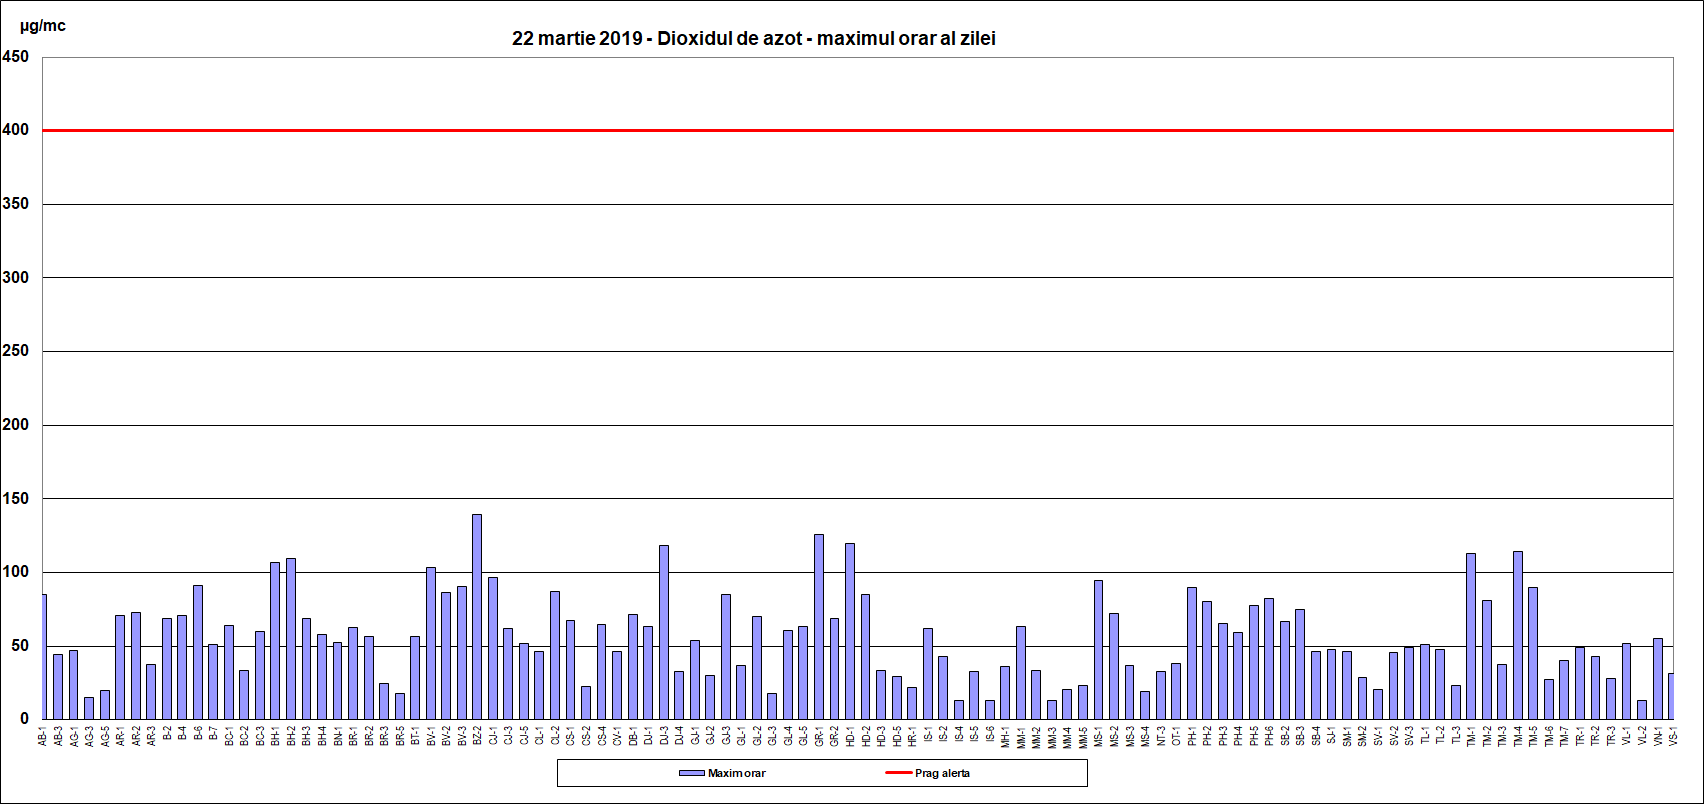 µg/mc
22 martie 2019 - Dioxidul de azot - maximul orar al zilei
450
400
350
300
250
200
150
100
50
0
AB-1 AB-3 AG-1 AG-3 AG-5 AR-1 AR-2 AR-3 B-2 B-4 B-6 B-7 BC-1 BC-2 BC-3 BH-1 BH-2 BH-3 BH-4 BN-1 BR-1 BR-2 BR-3 BR-5 BT-1 BV-1 BV-2 BV-3 BZ-2 CJ-1 CJ-3 CJ-5 CL-1 CL-2 CS-1 CS-2 CS-4 CV-1 DB-1 DJ-1 DJ-3 DJ-4 GJ-1 GJ-2 GJ-3 GL-1 GL-2 GL-3 GL-4 GL-5 GR-1 GR-2 HD-1 HD-2 HD-3 HD-5 HR-1 IS-1 IS-2 IS-4 IS-5 IS-6 MH-1 MM-1 MM-2 MM-3 MM-4 MM-5 MS-1 MS-2 MS-3 MS-4 NT-3 OT-1 PH-1 PH-2 PH-3 PH-4 PH-5 PH-6 SB-2 SB-3 SB-4 SJ-1 SM-1 SM-2 SV-1 SV-2 SV-3 TL-1 TL-2 TL-3 TM-1 TM-2 TM-3 TM-4 TM-5 TM-6 TM-7 TR-1 TR-2 TR-3 VL-1 VL-2 VN-1 VS-1
Maxim orar Prag alerta